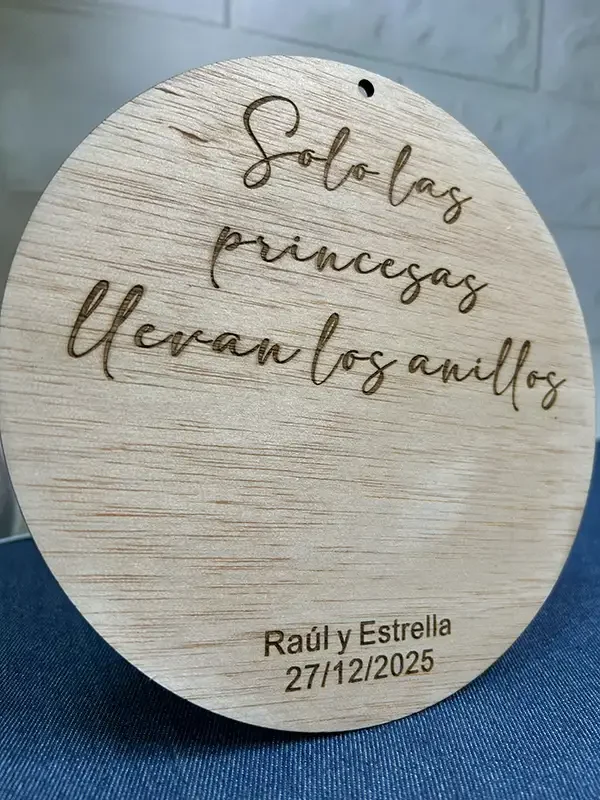 Solo las
princesas
llevan los anillos
Raúl y Estrella
27/12/2025